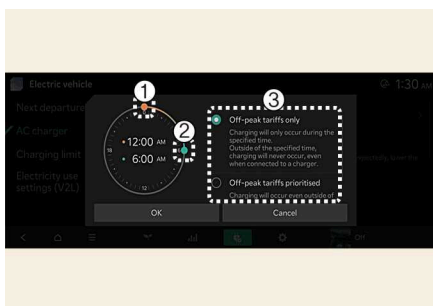 Electric vehicle
1:30 AM
Next departure
AC charger
Charging limit
Electricity use
settings (V2L)
1
2
3
18
12
12:00 AM
6:00 AM
Off-peak tariffs only
Charging will only occur during the
specified time.
Outside of the specified time,
charging will never occur, even
when connected to a charger.
Off-peak tariffs prioritised
Charging will occur even outside of
OK
Cancel
Off